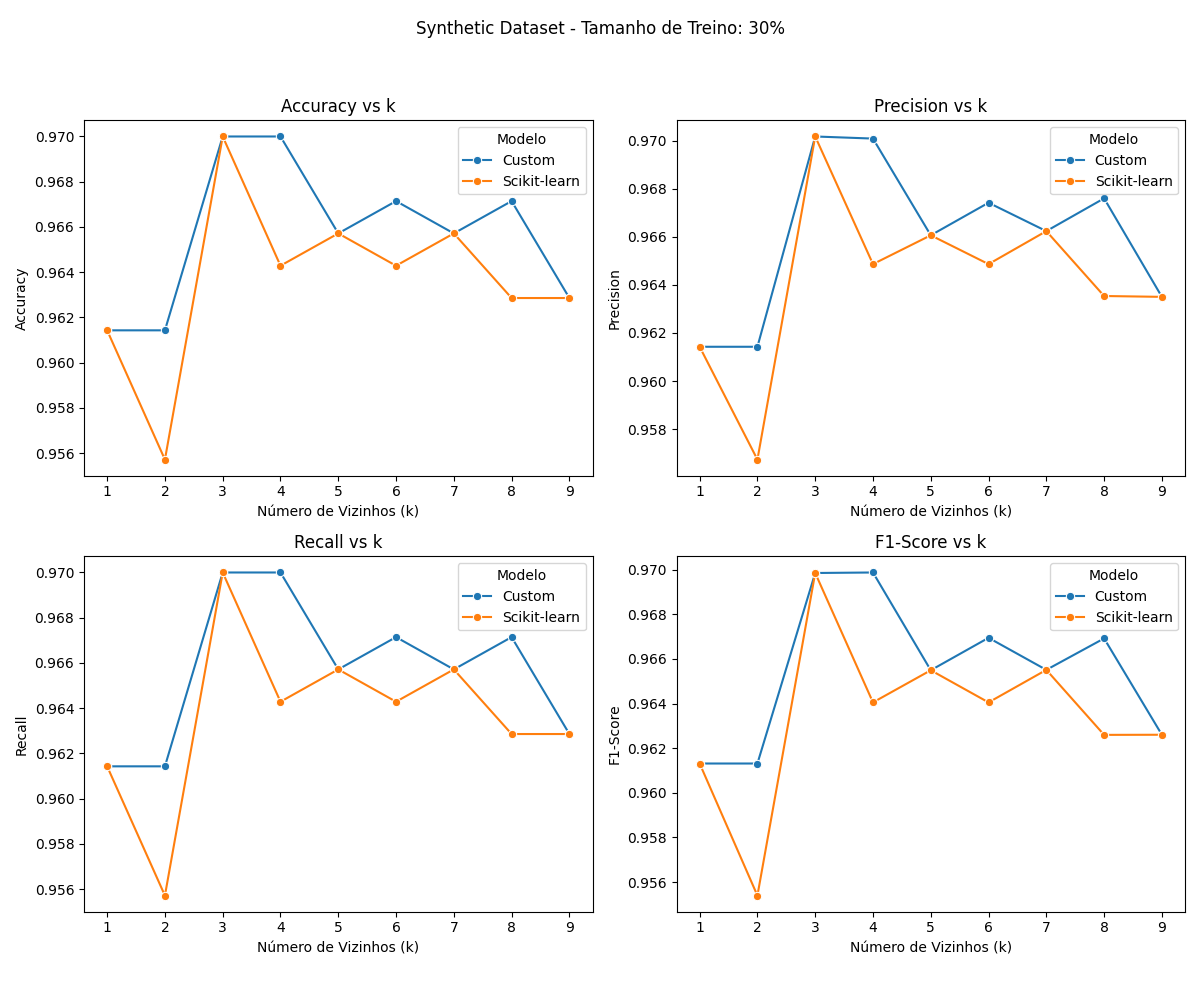 Synthetic Dataset - Tamanho de Treino: 30%
Accuracy vs k
Accuracy
0.970
0.968
0.966
0.964
0.962
0.960
0.958
0.956
Modelo
Custom
Scikit-learn
1 2 3 4 5 6 7 8 9
Número de Vizinhos (k)
Precision vs k
Precision
0.970
0.968
0.966
0.964
0.962
0.960
0.958
Modelo
Custom
Scikit-learn
1 2 3 4 5 6 7 8 9
Número de Vizinhos (k)
Recall vs k
Recall
0.970
0.968
0.966
0.964
0.962
0.960
0.958
0.956
Modelo
Custom
Scikit-learn
1 2 3 4 5 6 7 8 9
Número de Vizinhos (k)
F1-Score vs k
F1-Score
0.970
0.968
0.966
0.964
0.962
0.960
0.958
0.956
Modelo
Custom
Scikit-learn
1 2 3 4 5 6 7 8 9
Número de Vizinhos (k)